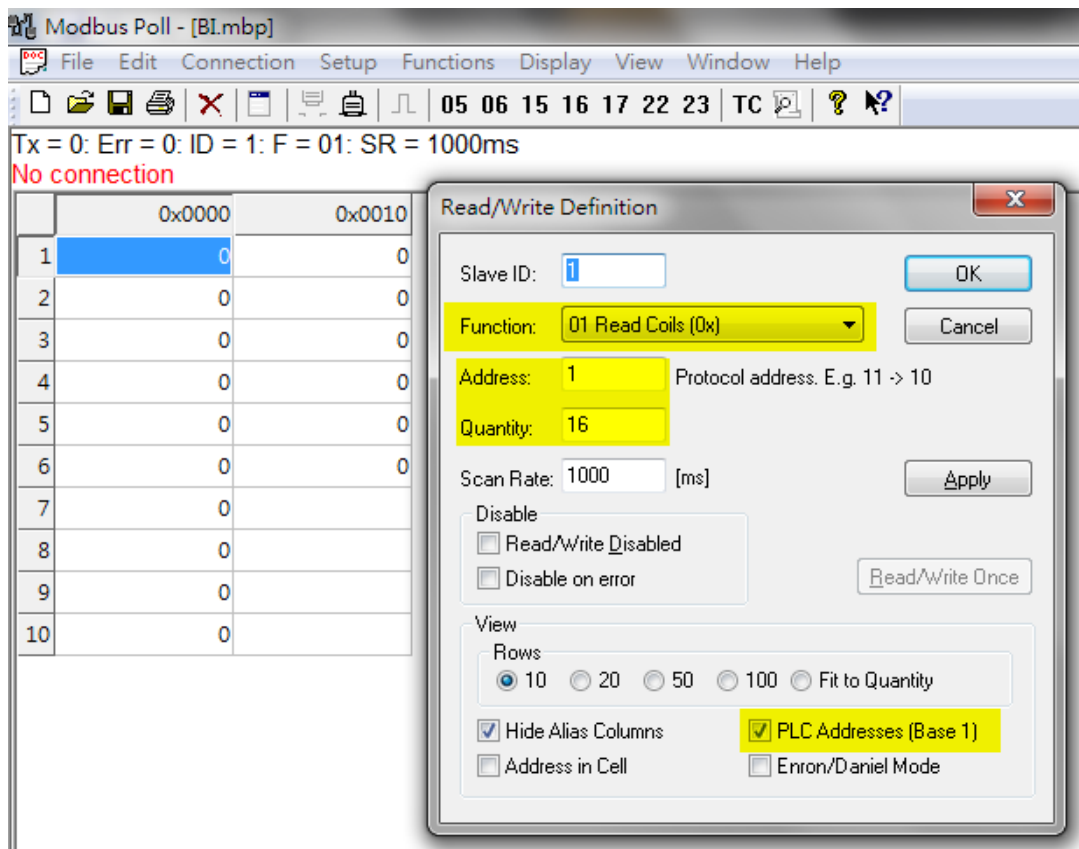 Modbus Poll - [BI.mbp]
DOC File Edit Connection Setup Functions Display View Window Help
05 06 15 16 17 22 23 TC ? ?
Tx = 0: Err = 0: ID = 1: F = 01: SR = 1000ms
No connection
0x0000 0x0010
1 0 0
2 0 0
3 0 0
4 0 0
5 0 0
6 0 0
7 0
8 0
9 0
10 0
Read/Write Definition X
Slave ID: 1 OK
Function: 01 Read Coils (0x) Cancel
Address: 1 Protocol address. E.g. 11 -> 10
Quantity: 16
Scan Rate: 1000 [ms] Apply
Disable
Read/Write Disabled
Disable on error Read/Write Once
View
Rows
10 20 50 100 Fit to Quantity
Hide Alias Columns PLC Addresses (Base 1)
Address in Cell Enron/Daniel Mode